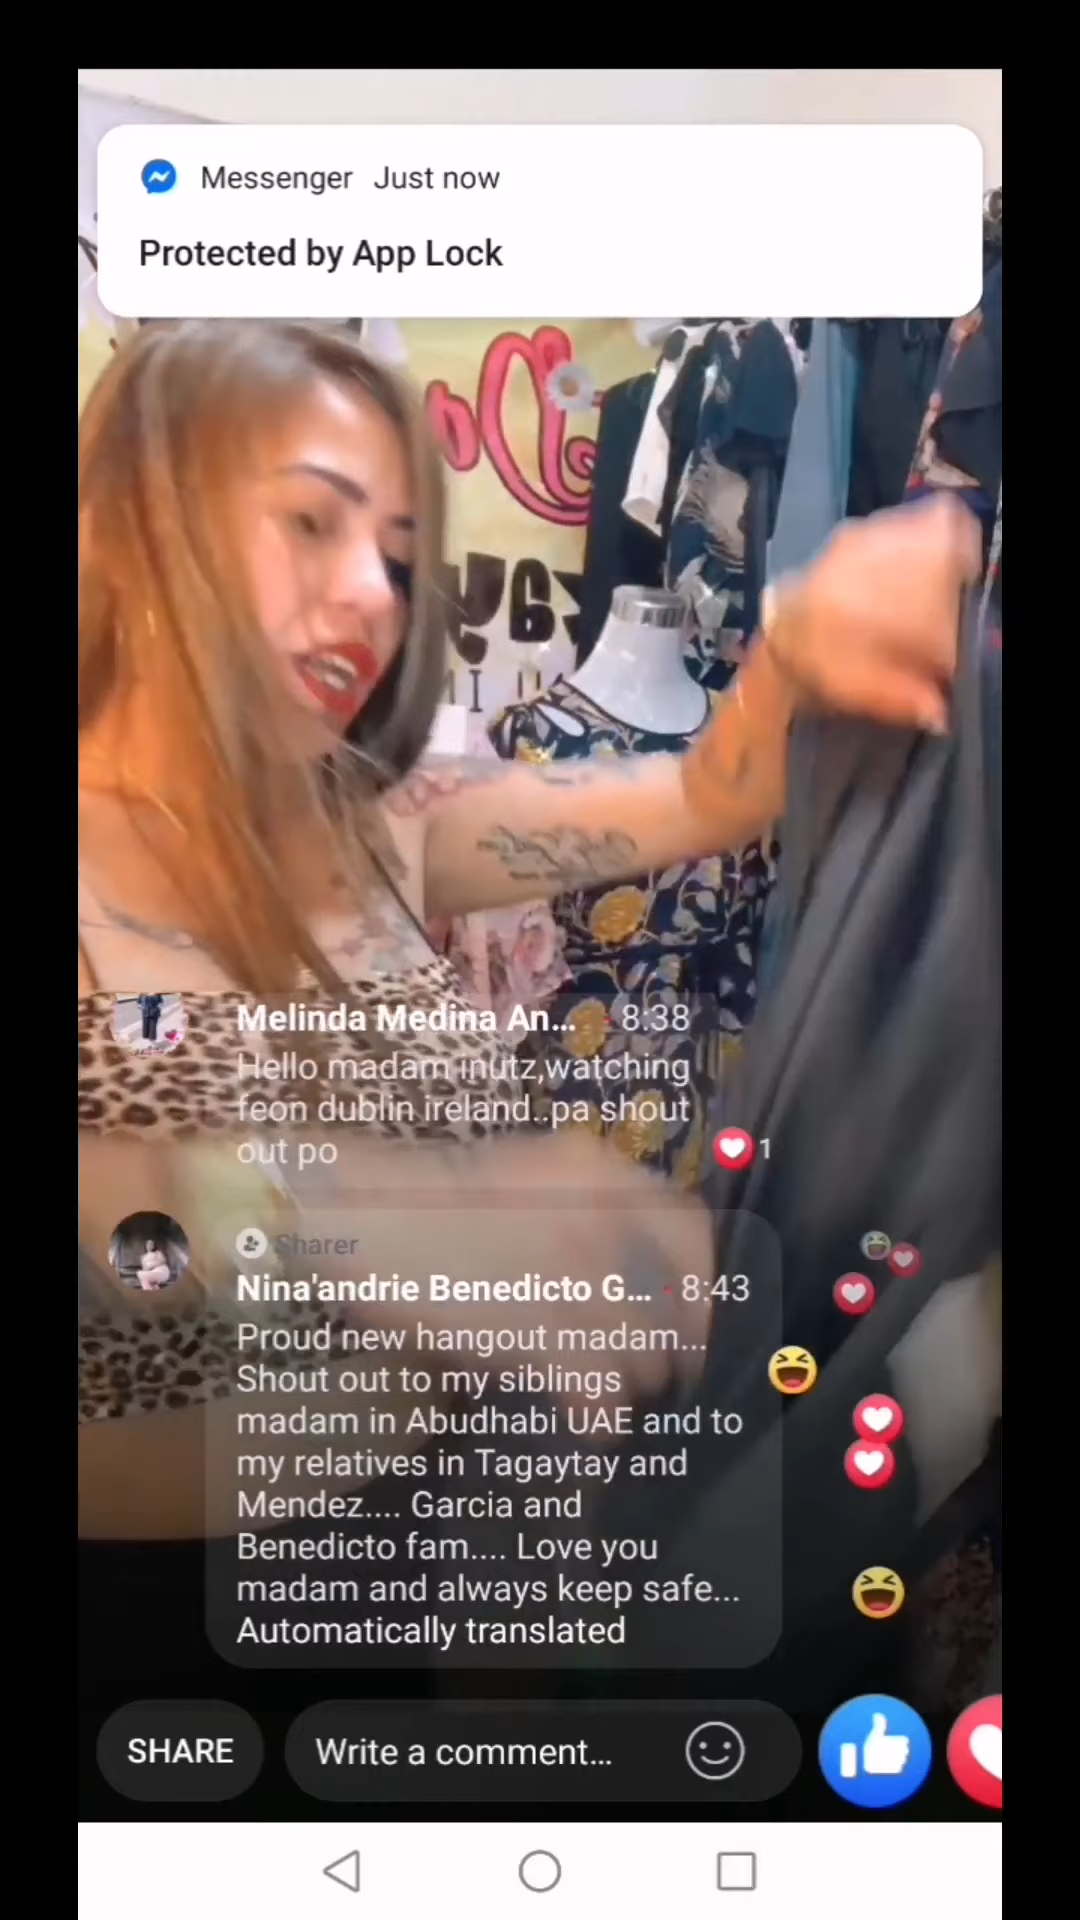 Messenger Just now
Protected by App Lock
Melinda Medina An... 8:38
Hello madam inutz,watching
feon dublin ireland..pa shout
out po
1
Sharer
Nina'andrie Benedicto G... 8:43
Proud new hangout madam...
Shout out to my siblings
madam in Abudhabi UAE and to
my relatives in Tagaytay and
Mendez.... Garcia and
Benedicto fam.... Love you
madam and always keep safe...
Automatically translated
SHARE
Write a comment...